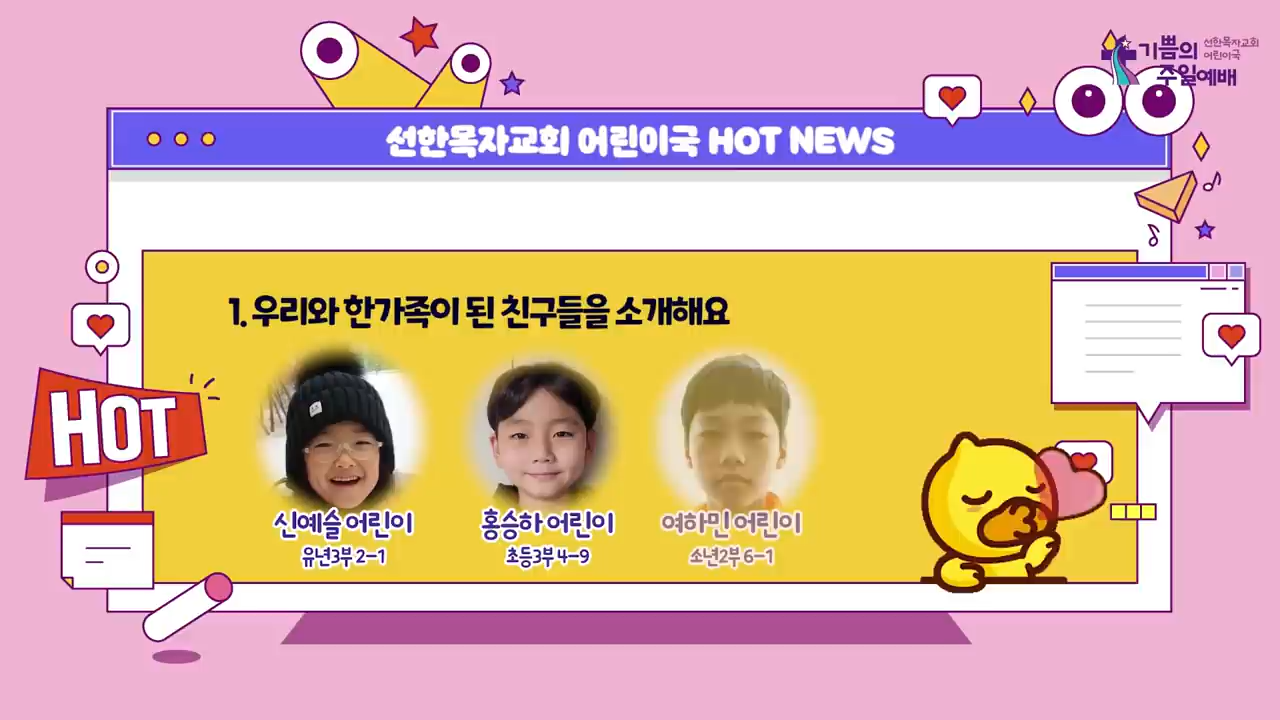 기쁨의
주일예배
선한목자교회
어린이국
선한목자교회 어린이국 HOT NEWS
1. 우리와 한가족이 된 친구들을 소개해요
HOT
신예슬 어린이
홍승하 어린이
여하민 어린이
유년3부 2-1
초등3부 4-9
소년2부 6-1